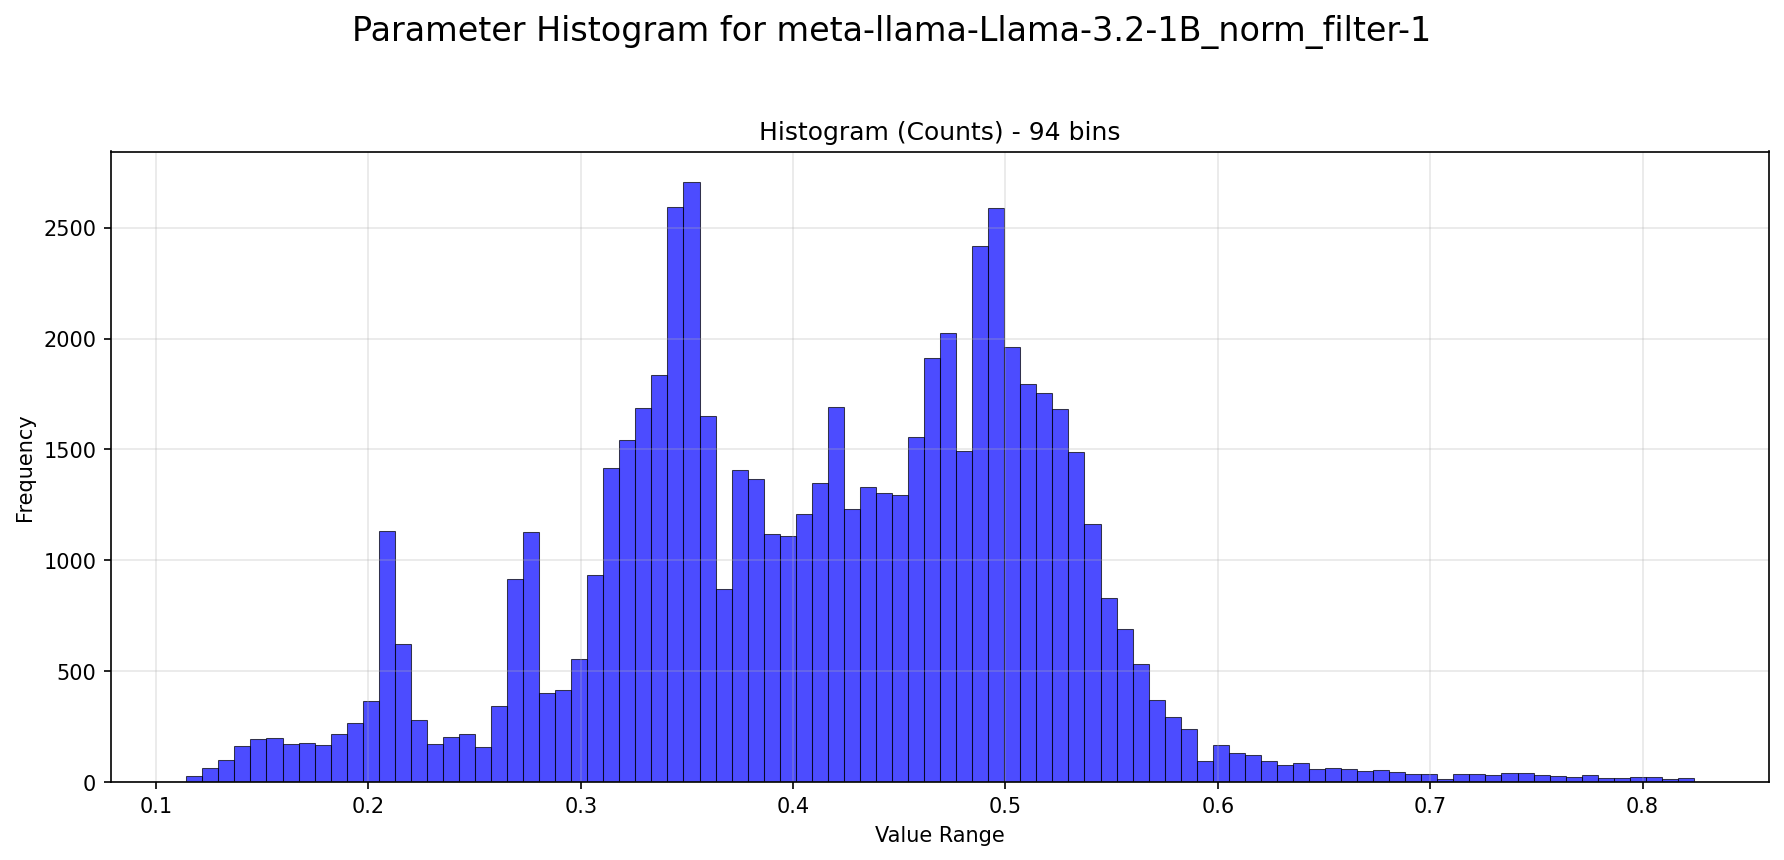 Parameter Histogram for meta-llama-Llama-3.2-1B_norm_filter-1
Histogram (Counts) - 94 bins
Frequency
2500
2000
1500
1000
500
0
0.1 0.2 0.3 0.4 0.5 0.6 0.7 0.8
Value Range